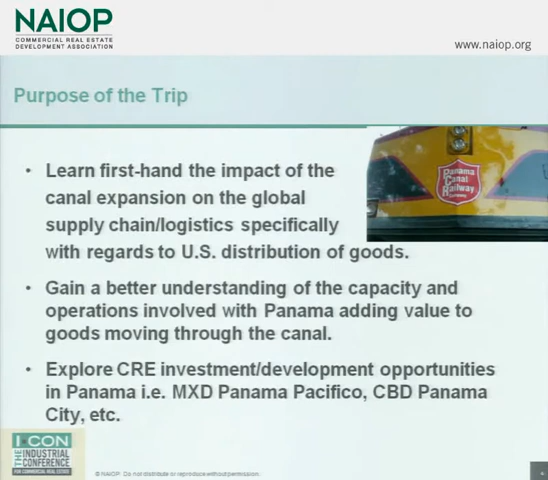 NAIOP
COMMERCIAL REAL ESTATE
DEVELOPMENT ASSOCIATION
www.naiop.org
Purpose of the Trip
Panama
Canal
Railway
• Learn first-hand the impact of the
canal expansion on the global
supply chain/logistics specifically
with regards to U.S. distribution of goods.
• Gain a better understanding of the capacity and
operations involved with Panama adding value to
goods moving through the canal.
• Explore CRE investment/development opportunities
in Panama i.e. MXD Panama Pacifico, CBD Panama
City, etc.
I.CON
THE INDUSTRIAL
CONFERENCE
FOR COMMERCIAL REAL ESTATE
© NAIOP: Do not distribute or reproduce without permission.